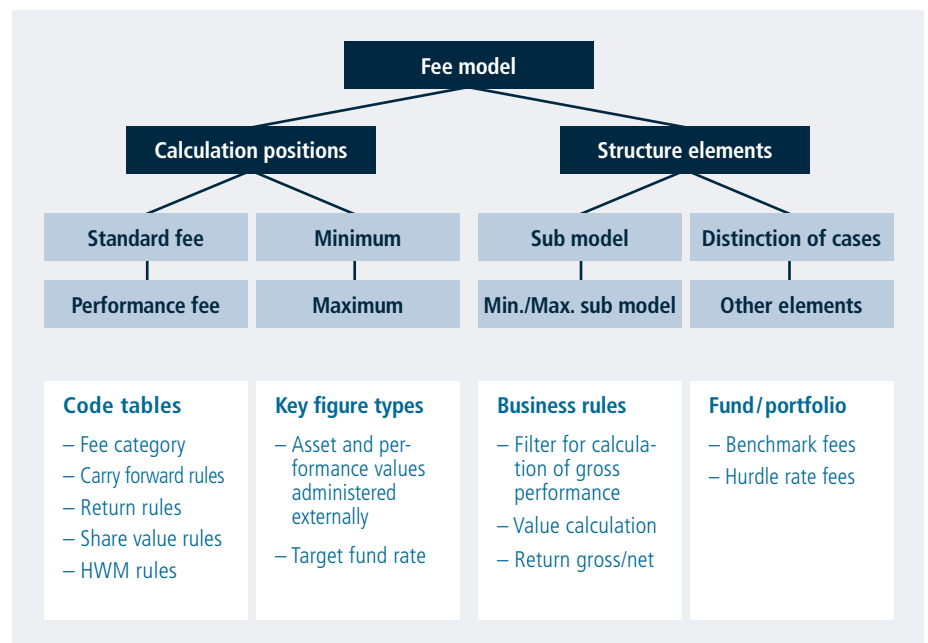 Fee model
Calculation positions
Structure elements
Standard fee
Minimum
Sub model
Distinction of cases
Performance fee
Maximum
Min./Max. sub model
Other elements
Code tables
– Fee category
– Carry forward rules
– Return rules
– Share value rules
– HWM rules
Key figure types
– Asset and per-
formance values
administered
externally
– Target fund rate
Business rules
– Filter for calcula-
tion of gross
performance
– Value calculation
– Return gross/net
Fund/portfolio
– Benchmark fees
– Hurdle rate fees